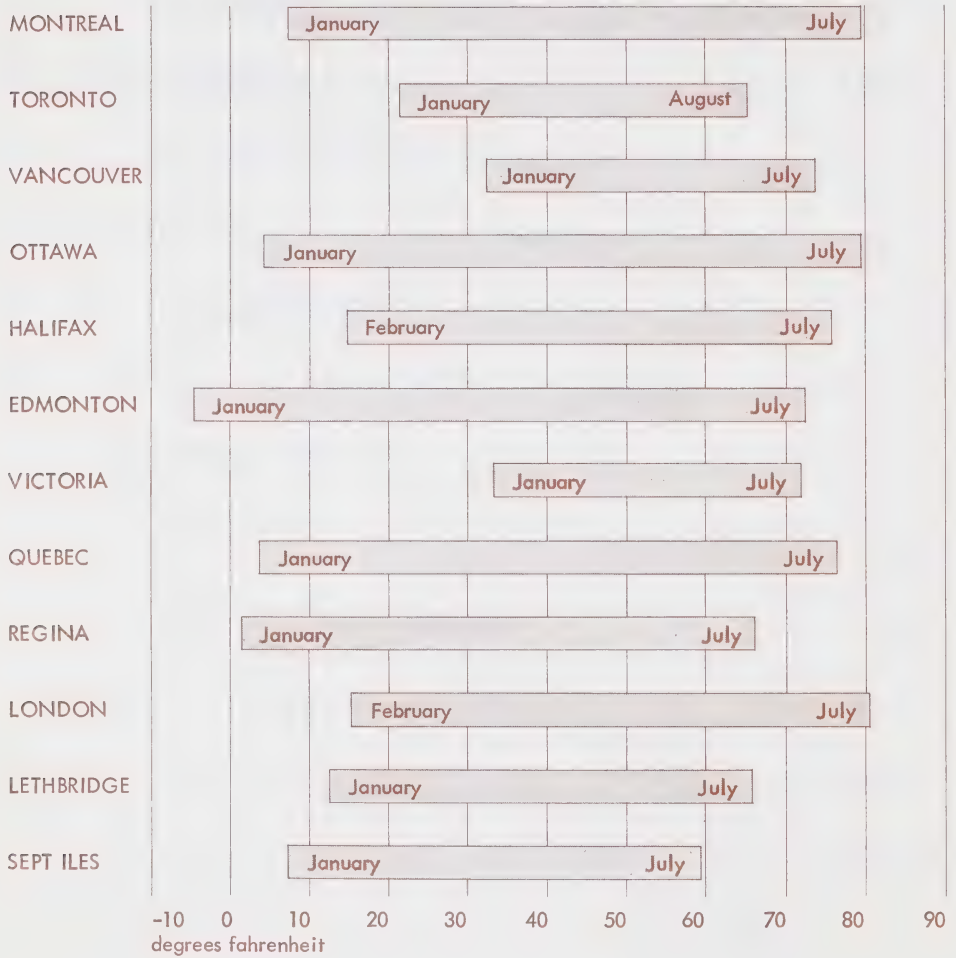 MONTREAL January July
TORONTO January August
VANCOUVER January July
OTTAWA January July
HALIFAX February July
EDMONTON January July
VICTORIA January July
QUEBEC January July
REGINA January July
LONDON February July
LETHBRIDGE January July
SEPT ILES January July
-10 0 10 20 30 40 50 60 70 80 90
degrees fahrenheit